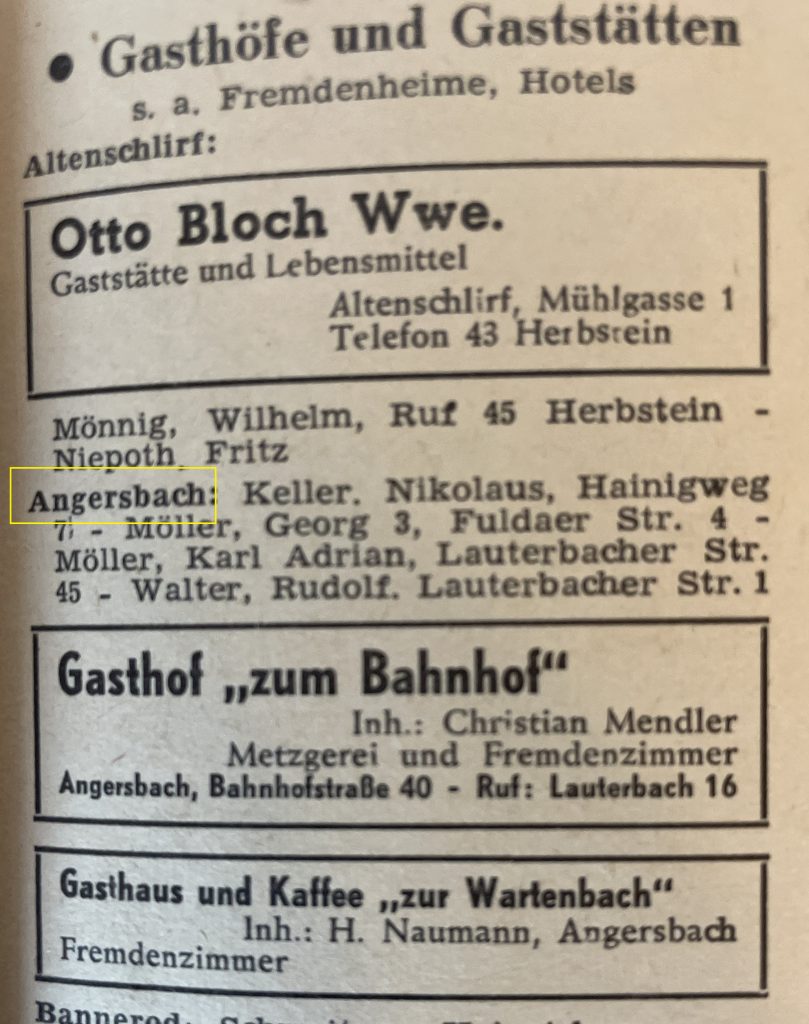 • Gasthöfe und Gaststätten
s. a. Fremdenheime, Hotels
Altenschlirf:
Otto Bloch Wwe.
Gaststätte und Lebensmittel
Altenschlirf, Mühlgasse 1
Telefon 43 Herbstein
Mönnig, Wilhelm, Ruf 45 Herbstein -
Niepoth, Fritz
Angersbach: Keller. Nikolaus, Hainigweg
7 - Möller, Georg 3, Fuldaer Str. 4 -
Möller, Karl Adrian, Lauterbacher Str.
45 - Walter, Rudolf. Lauterbacher Str. 1
Gasthof „zum Bahnhof“
Inh.: Christian Mendler
Metzgerei und Fremdenzimmer
Angersbach, Bahnhofstraße 40 - Ruf: Lauterbach 16
Gasthaus und Kaffee „zur Wartenbach“
Inh.: H. Naumann, Angersbach
Fremdenzimmer
Bannerod